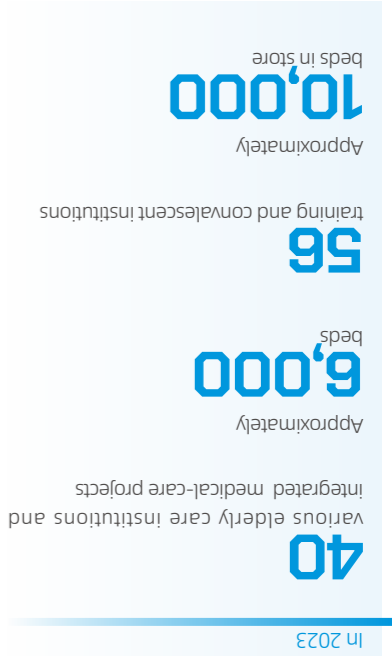 In 2023
40
various elderly care institutions and
integrated medical-care projects
Approximately
6,000
beds
56
training and convalescent institutions
Approximately
10,000
beds in store